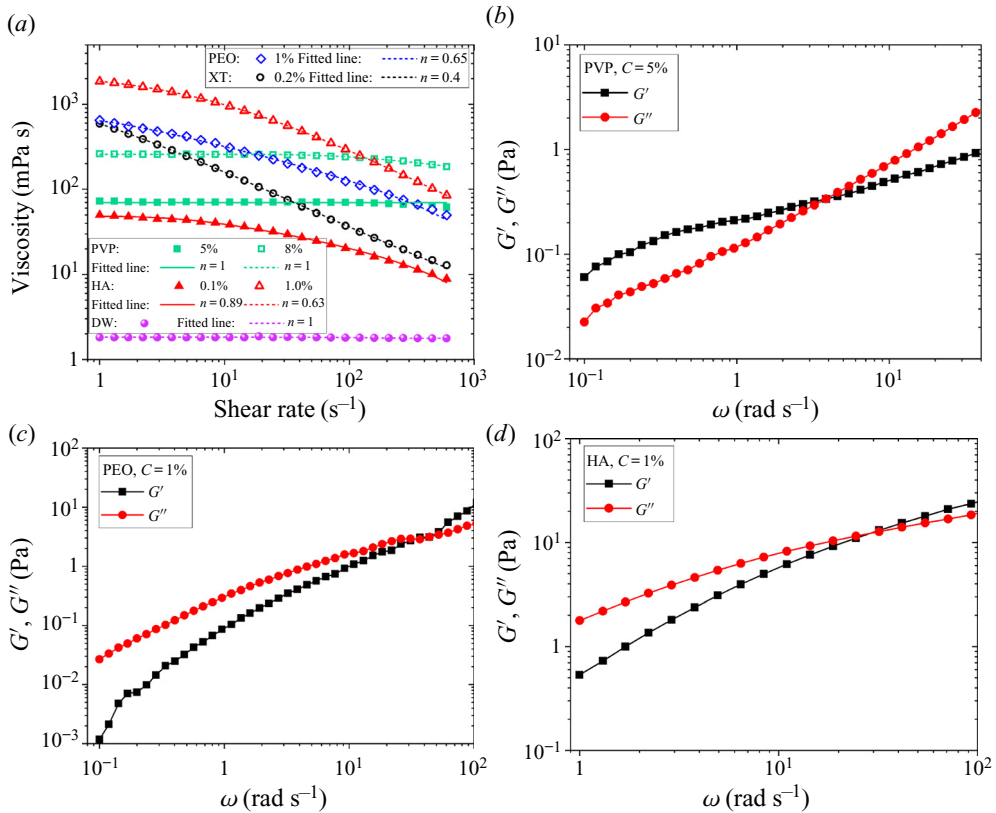 (a)
PEO: 1% Fitted line: n = 0.65
XT: 0.2% Fitted line: n = 0.4
10³
10²
10¹
1
Viscosity (mPa s)
PVP: 5% 8%
Fitted line: n = 1 n = 1
HA: 0.1% 1.0%
Fitted line: n = 0.89 n = 0.63
DW: Fitted line: n = 1
1 10¹ 10² 10³
Shear rate (s⁻¹)
(b)
10¹
1
10⁻¹
10⁻²
G′, G″ (Pa)
PVP, C = 5%
G′
G″
10⁻¹ 1 10¹
ω (rad s⁻¹)
(c)
10²
10¹
1
10⁻¹
10⁻²
10⁻³
G′, G″ (Pa)
PEO, C = 1%
G′
G″
10⁻¹ 1 10¹ 10²
ω (rad s⁻¹)
(d)
10²
10¹
1
10⁻¹
G′, G″ (Pa)
HA, C = 1%
G′
G″
1 10¹ 10²
ω (rad s⁻¹)